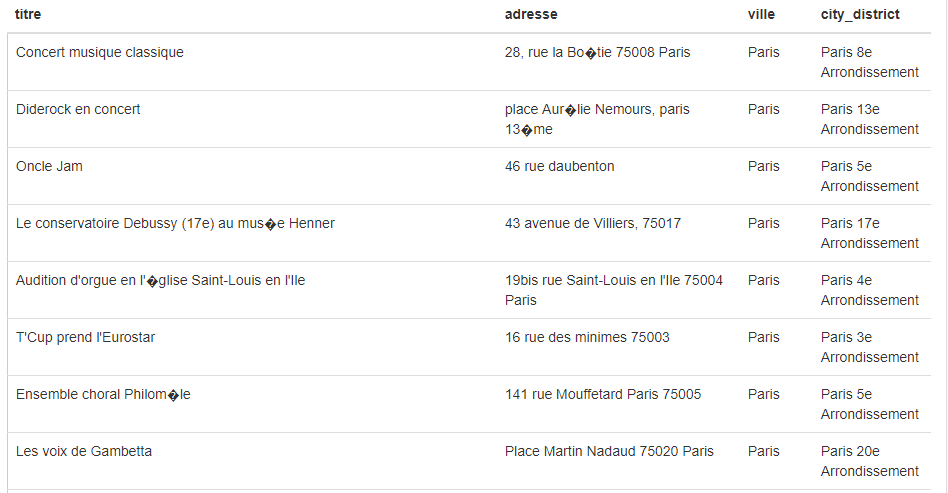 titre adresse ville city_district
Concert musique classique 28, rue la Bo�tie 75008 Paris Paris Paris 8e
Arrondissement
Diderock en concert place Aur�lie Nemours, paris Paris Paris 13e
13�me Arrondissement
Oncle Jam 46 rue daubenton Paris Paris 5e
Arrondissement
Le conservatoire Debussy (17e) au mus�e Henner 43 avenue de Villiers, 75017 Paris Paris 17e
Arrondissement
Audition d'orgue en l'�glise Saint-Louis en l'Ile 19bis rue Saint-Louis en l'Ile 75004 Paris Paris 4e
Paris Arrondissement
T'Cup prend l'Eurostar 16 rue des minimes 75003 Paris Paris 3e
Arrondissement
Ensemble choral Philom�le 141 rue Mouffetard Paris 75005 Paris Paris 5e
Arrondissement
Les voix de Gambetta Place Martin Nadaud 75020 Paris Paris Paris 20e
Arrondissement